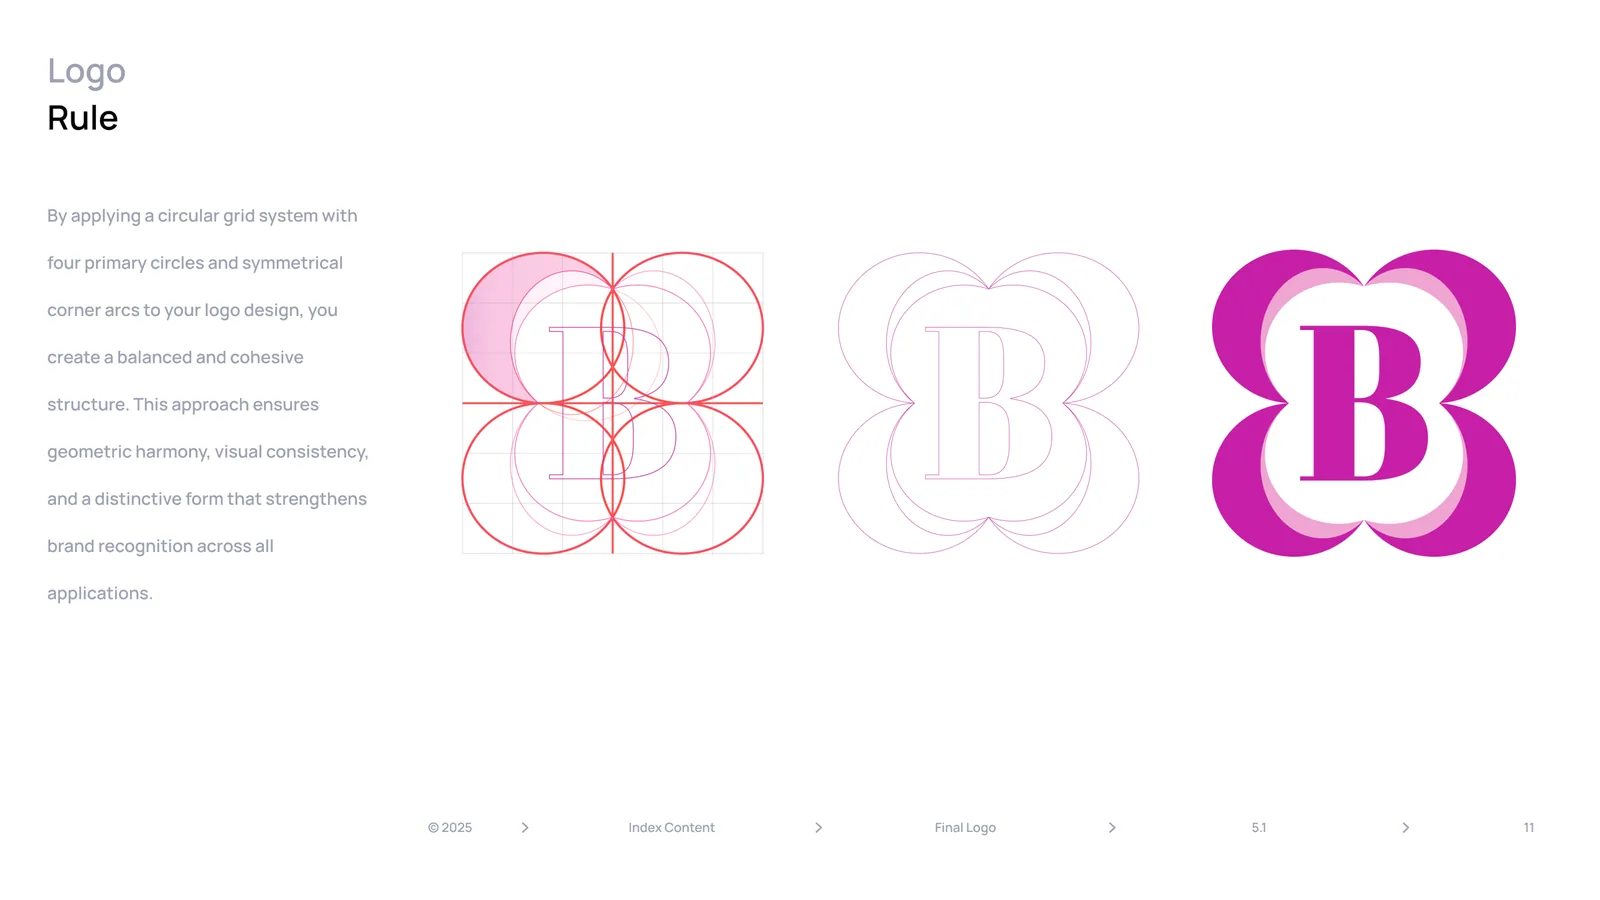 Logo
Rule
By applying a circular grid system with
four primary circles and symmetrical
corner arcs to your logo design, you
create a balanced and cohesive
structure. This approach ensures
geometric harmony, visual consistency,
and a distinctive form that strengthens
brand recognition across all
applications.
B
B
B
© 2025 > Index Content > Final Logo > 5.1 > 11